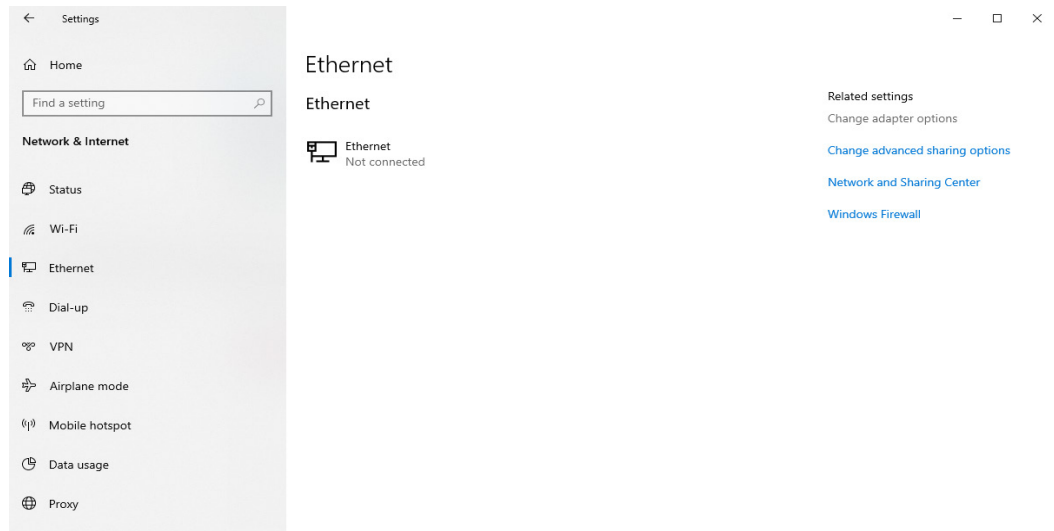 Settings
Home
Find a setting
Network & Internet
Status
Wi-Fi
Ethernet
Dial-up
VPN
Airplane mode
Mobile hotspot
Data usage
Proxy
Ethernet
Ethernet
Ethernet
Not connected
Related settings
Change adapter options
Change advanced sharing options
Network and Sharing Center
Windows Firewall